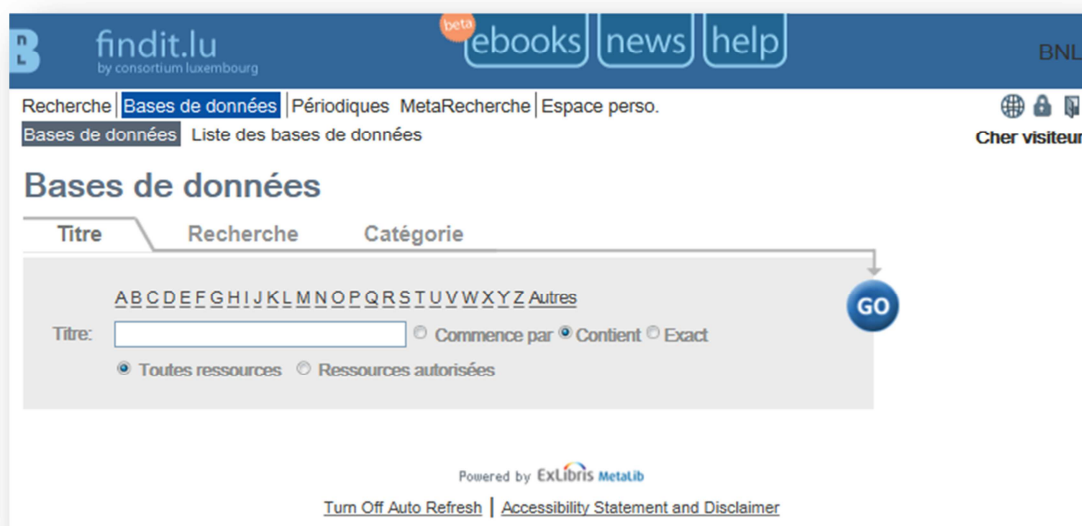 n
L
findit.lu
by consortium luxembourg
beta
ebooks news help
BNL
Recherche Bases de données Périodiques MetaRecherche Espace perso.
Bases de données Liste des bases de données
Cher visiteur
Bases de données
Titre Recherche Catégorie
A B C D E F G H I J K L M N O P Q R S T U V W X Y Z Autres
GO
Titre: Commence par Contient Exact
Toutes ressources Ressources autorisées
Powered by ExLibris MetaLib
Turn Off Auto Refresh | Accessibility Statement and Disclaimer